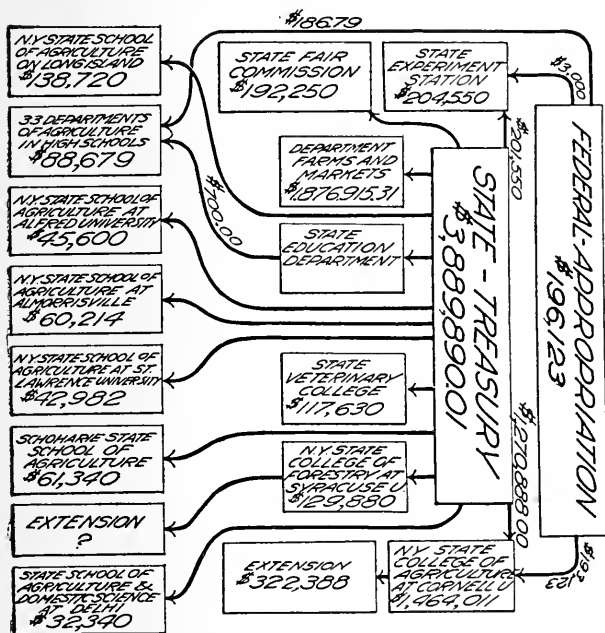 $186.79
N.Y. STATE SCHOOL
OF AGRICULTURE
ON LONG ISLAND
$138,720
33 DEPARTMENTS
OF AGRICULTURE
IN HIGH SCHOOLS
$88,679
N.Y. STATE SCHOOL OF
AGRICULTURE AT
ALFRED UNIVERSITY
$45,600
N.Y. STATE SCHOOL OF
AGRICULTURE AT
ALMORRISVILLE
$60,214
N.Y. STATE SCHOOL OF
AGRICULTURE AT ST.
LAWRENCE UNIVERSITY
$42,982
SCHOHARIE STATE
SCHOOL OF
AGRICULTURE
$61,340
EXTENSION
?
STATE SCHOOL OF
AGRICULTURE &
DOMESTIC SCIENCE
AT DELHI
$32,340
STATE FAIR
COMMISSION
$192,250
STATE
EXPERIMENT
STATION
$204,550
DEPARTMENT
FARMS AND
MARKETS
$1,876,915.31
$700.00
STATE
EDUCATION
DEPARTMENT
STATE
VETERINARY
COLLEGE
$117,630
N.Y. STATE
COLLEGE OF
FORESTRY AT
SYRACUSE U.
$129,880
EXTENSION
$322,388
N.Y. STATE
COLLEGE OF
AGRICULTURE
AT CORNELL U
$1,464,011
STATE-TREASURY
$3,889,890.01
$3,000
$201,550
$1,270,888.00
FEDERAL-APPROPRIATION
$196,123
$193,123